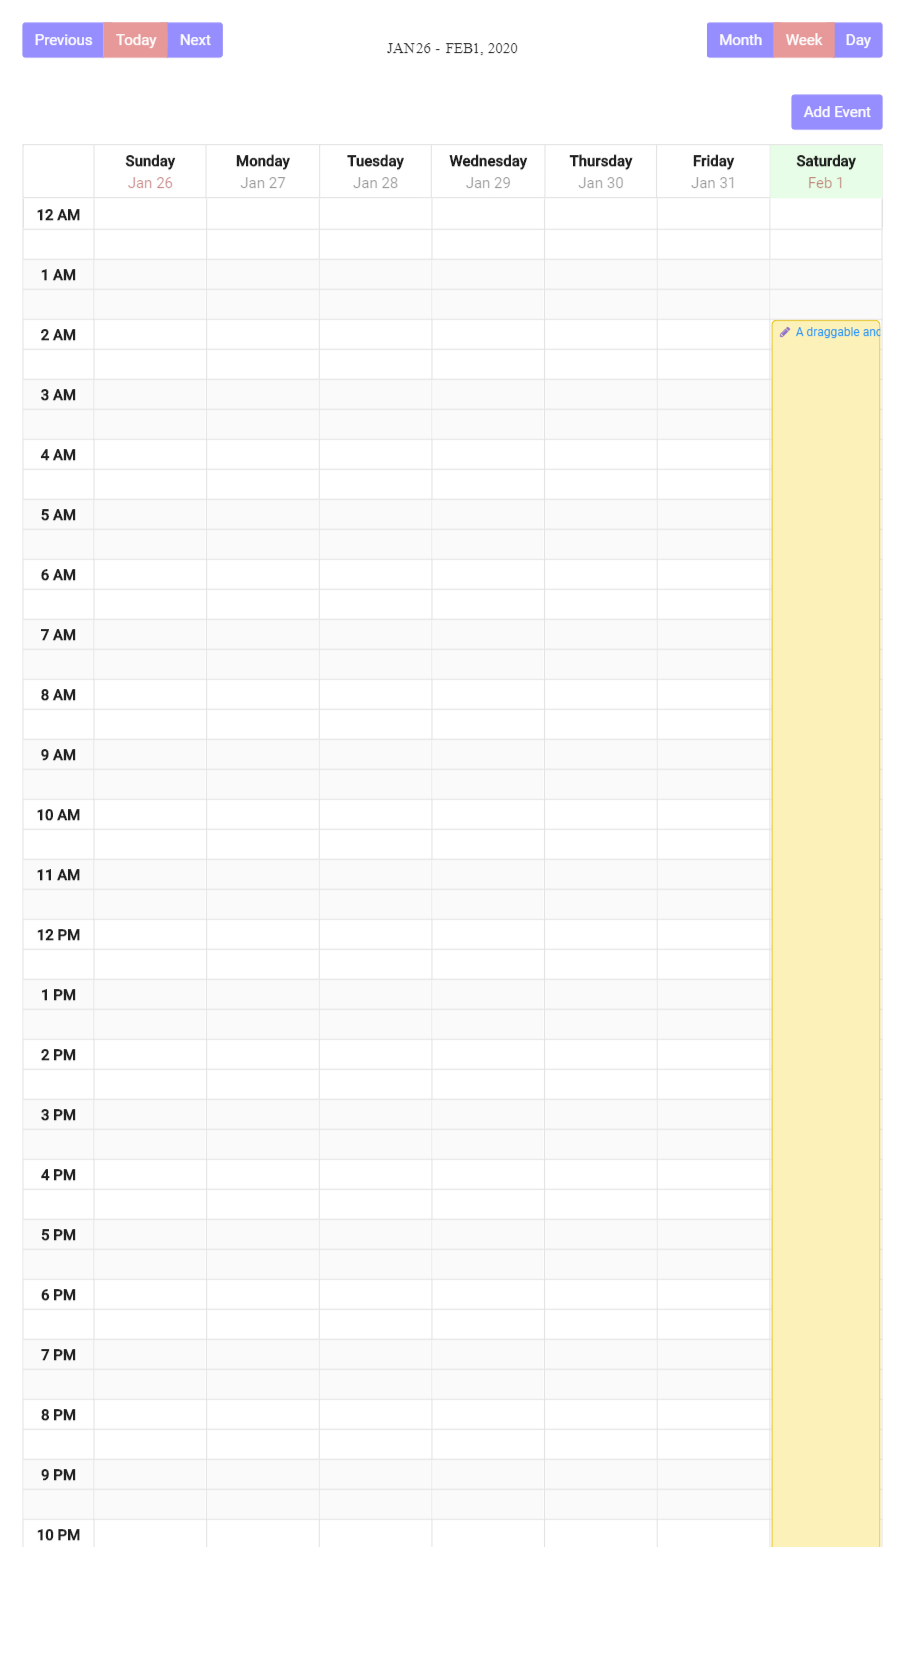 Previous Today Next
JAN 26 - FEB 1, 2020
Month Week Day
Add Event
Sunday Monday Tuesday Wednesday Thursday Friday Saturday
Jan 26 Jan 27 Jan 28 Jan 29 Jan 30 Jan 31 Feb 1
12 AM
1 AM
2 AM A draggable and
3 AM
4 AM
5 AM
6 AM
7 AM
8 AM
9 AM
10 AM
11 AM
12 PM
1 PM
2 PM
3 PM
4 PM
5 PM
6 PM
7 PM
8 PM
9 PM
10 PM